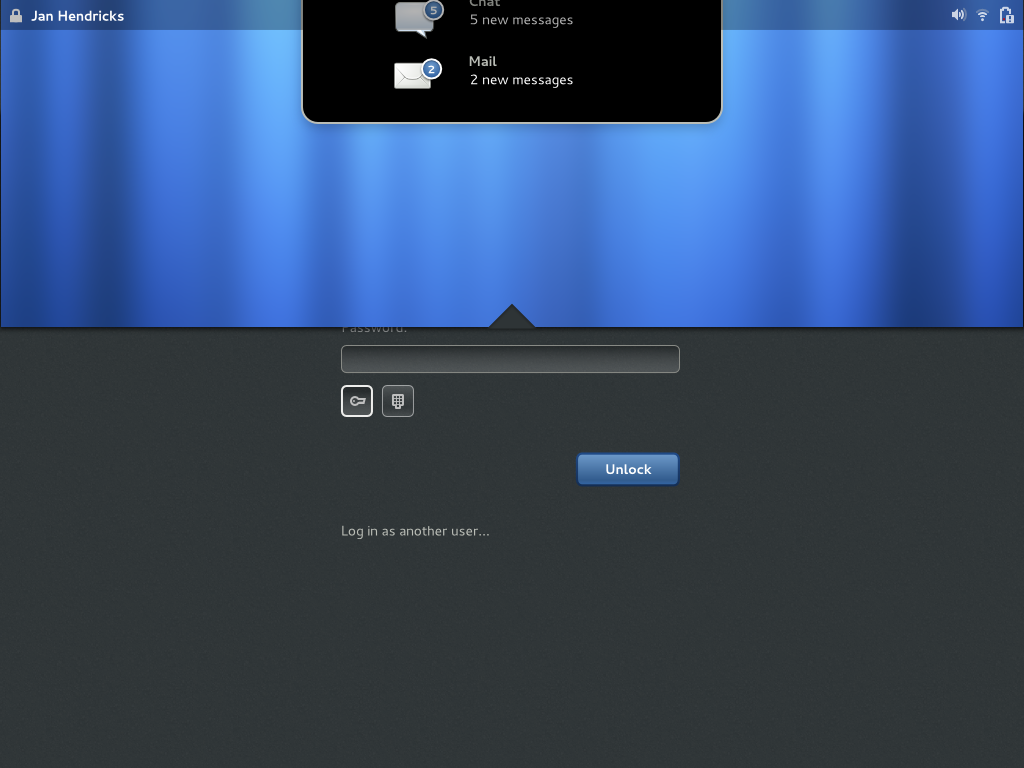 Jan Hendricks
Chat
5
5 new messages
Mail
2
2 new messages
Password:
Unlock
Log in as another user...